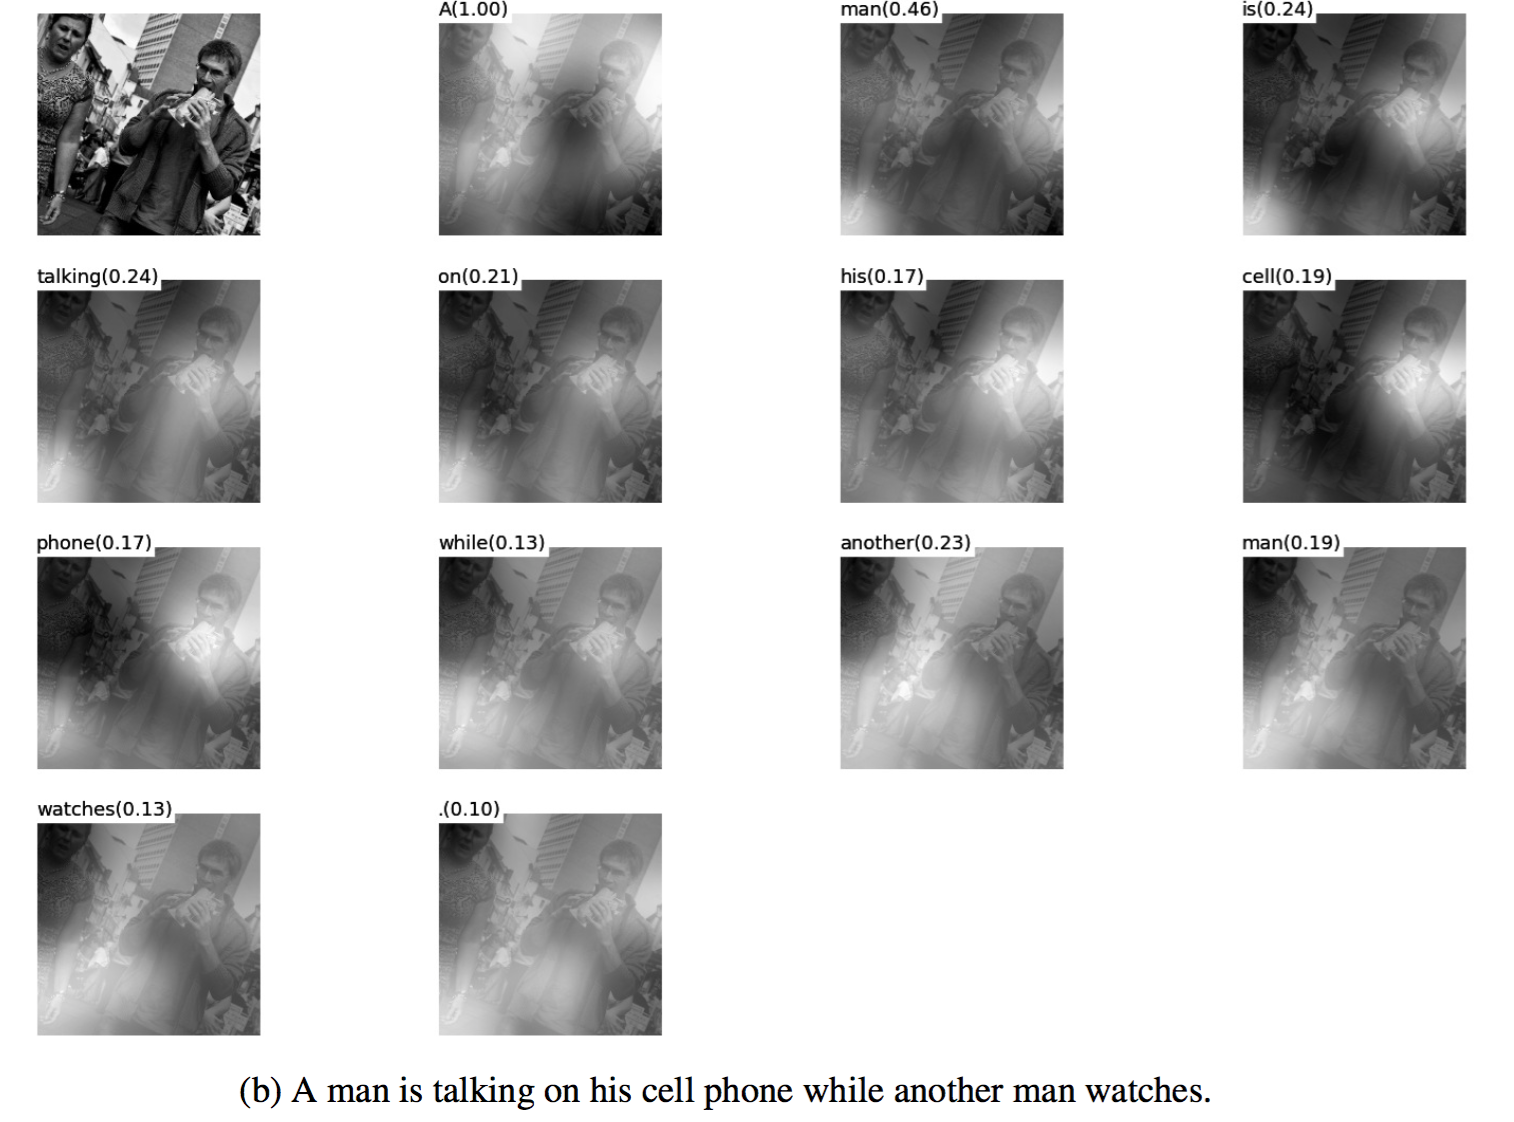 A(1.00) man(0.46) is(0.24)
talking(0.24) on(0.21) his(0.17) cell(0.19)
phone(0.17) while(0.13) another(0.23) man(0.19)
watches(0.13) .(0.10)
(b) A man is talking on his cell phone while another man watches.